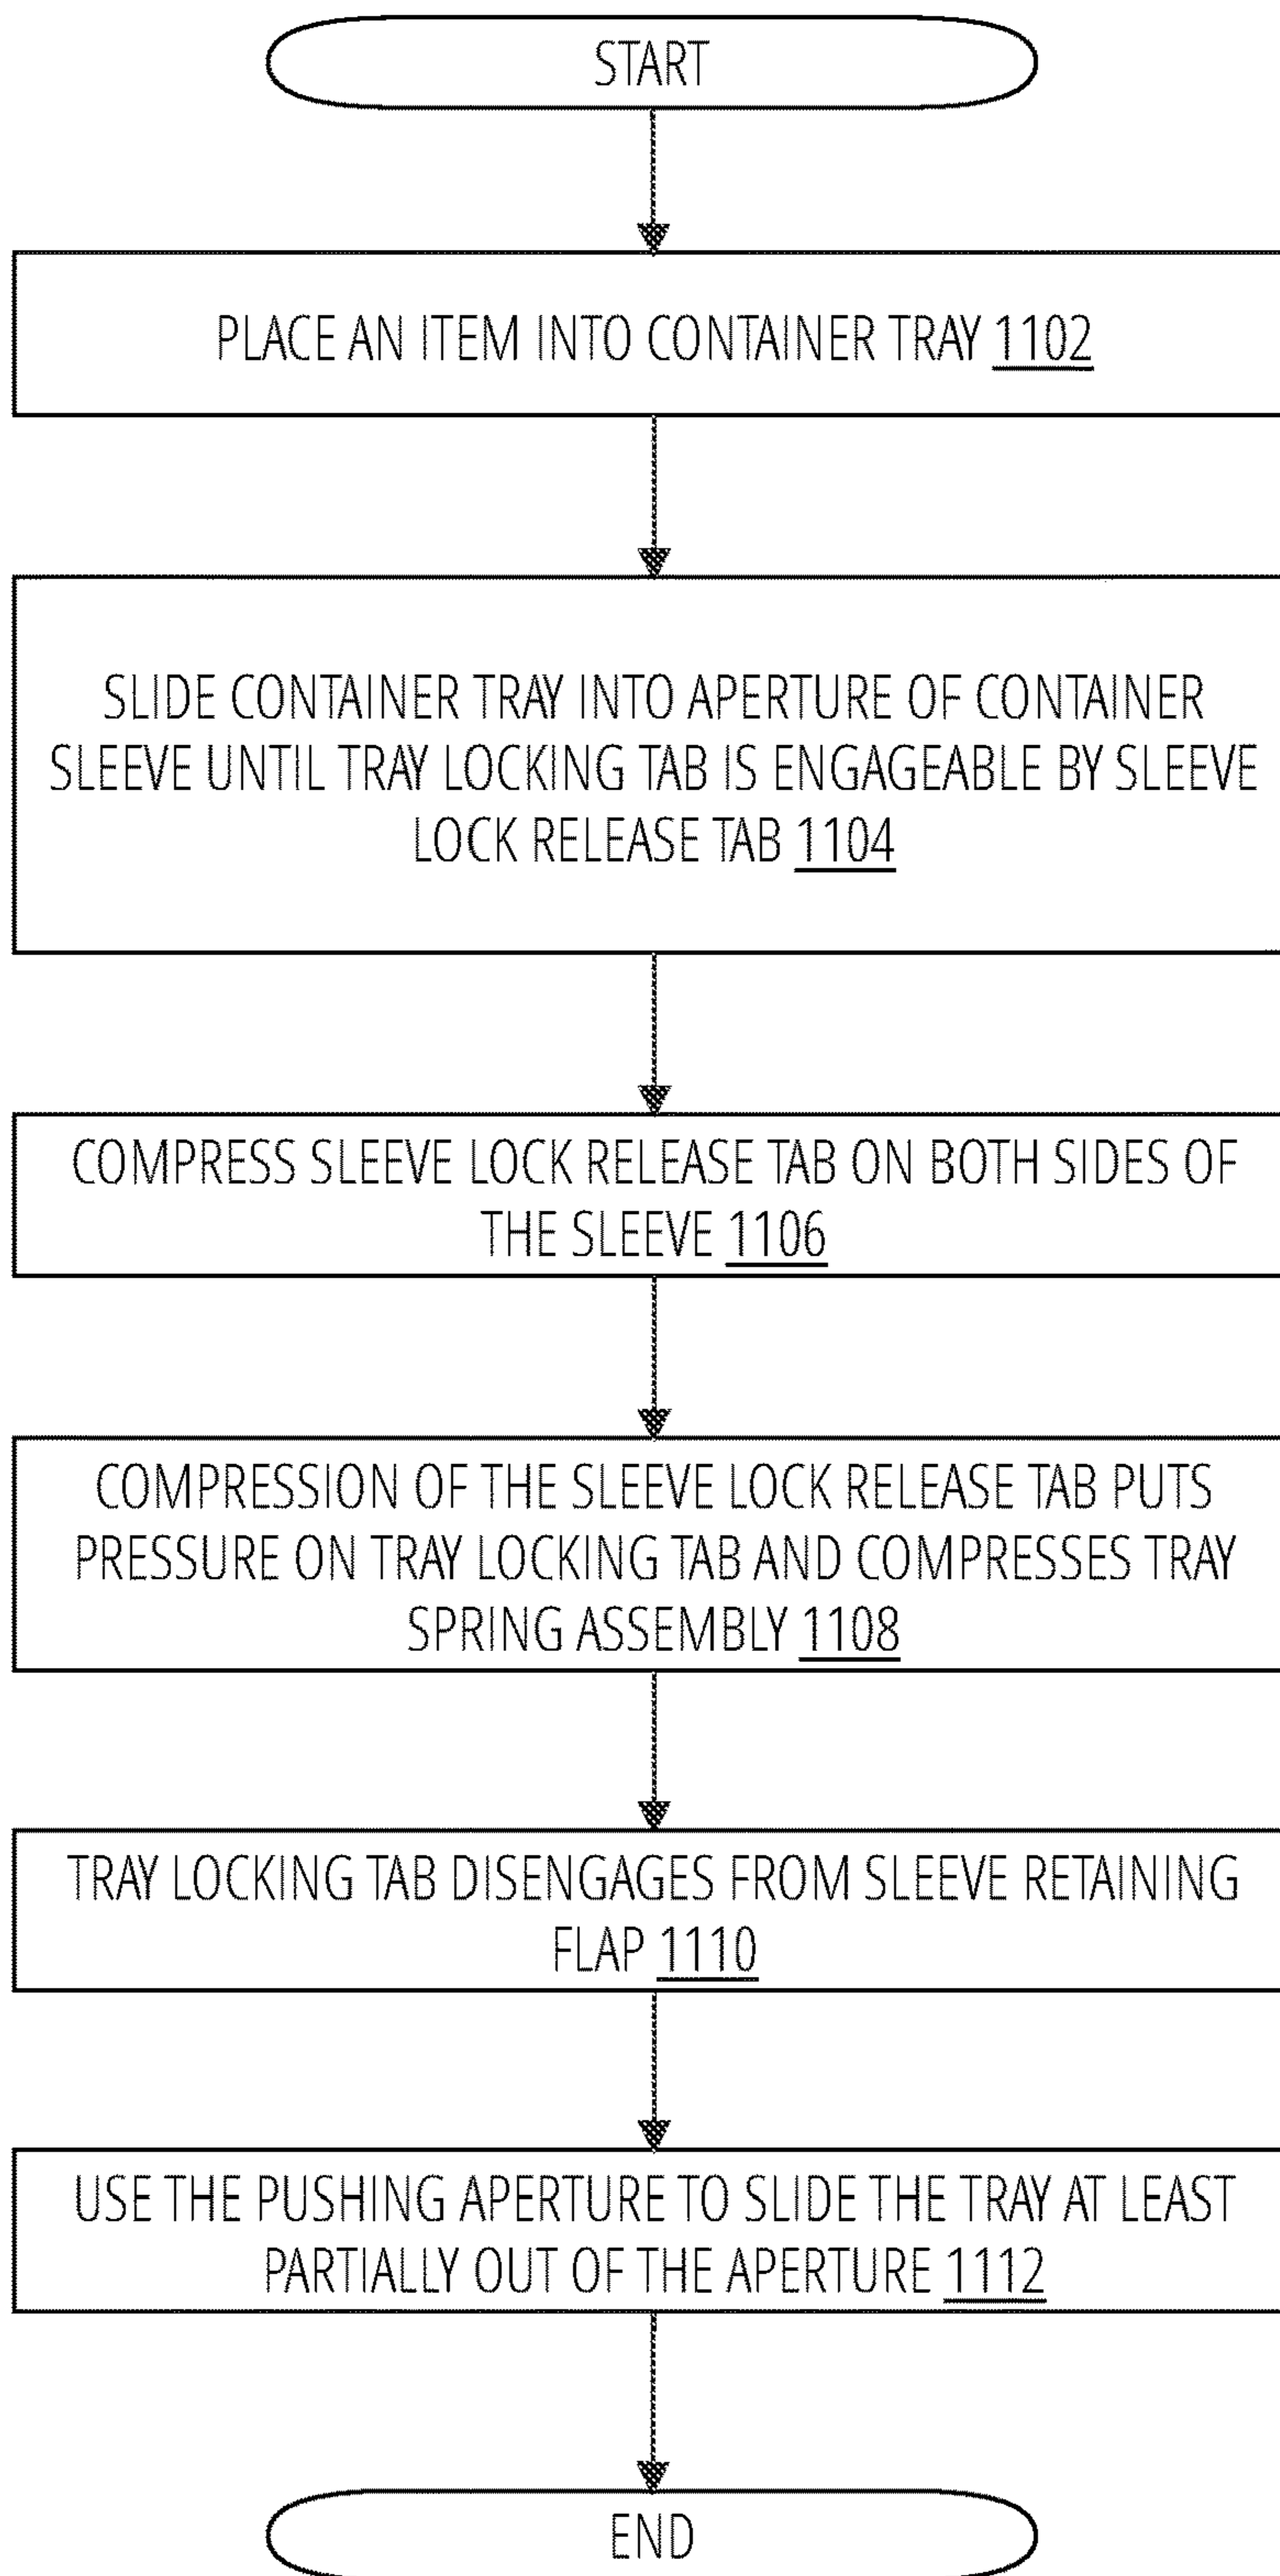 START
PLACE AN ITEM INTO CONTAINER TRAY 1102
SLIDE CONTAINER TRAY INTO APERTURE OF CONTAINER
SLEEVE UNTIL TRAY LOCKING TAB IS ENGAGEABLE BY SLEEVE
LOCK RELEASE TAB 1104
COMPRESS SLEEVE LOCK RELEASE TAB ON BOTH SIDES OF
THE SLEEVE 1106
COMPRESSION OF THE SLEEVE LOCK RELEASE TAB PUTS
PRESSURE ON TRAY LOCKING TAB AND COMPRESSES TRAY
SPRING ASSEMBLY 1108
TRAY LOCKING TAB DISENGAGES FROM SLEEVE RETAINING
FLAP 1110
USE THE PUSHING APERTURE TO SLIDE THE TRAY AT LEAST
PARTIALLY OUT OF THE APERTURE 1112
END